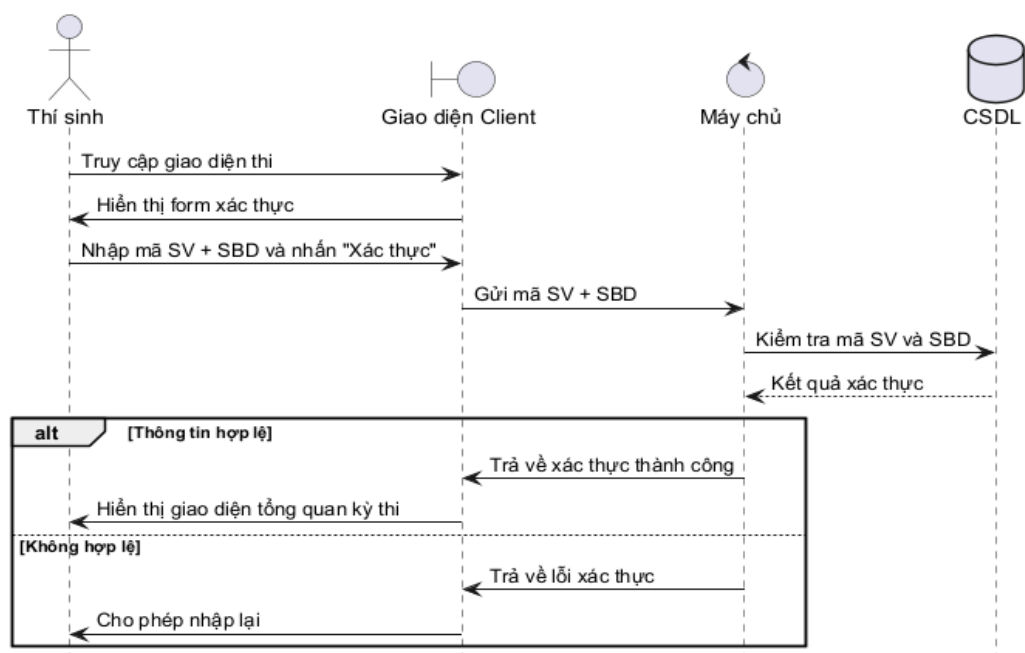 Thí sinh
Giao diện Client
Máy chủ
CSDL
Truy cập giao diện thi
Hiển thị form xác thực
Nhập mã SV + SBD và nhấn "Xác thực"
Gửi mã SV + SBD
Kiểm tra mã SV và SBD
Kết quả xác thực
alt
[Thông tin hợp lệ]
Trả về xác thực thành công
Hiển thị giao diện tổng quan kỳ thi
[Không hợp lệ]
Trả về lỗi xác thực
Cho phép nhập lại